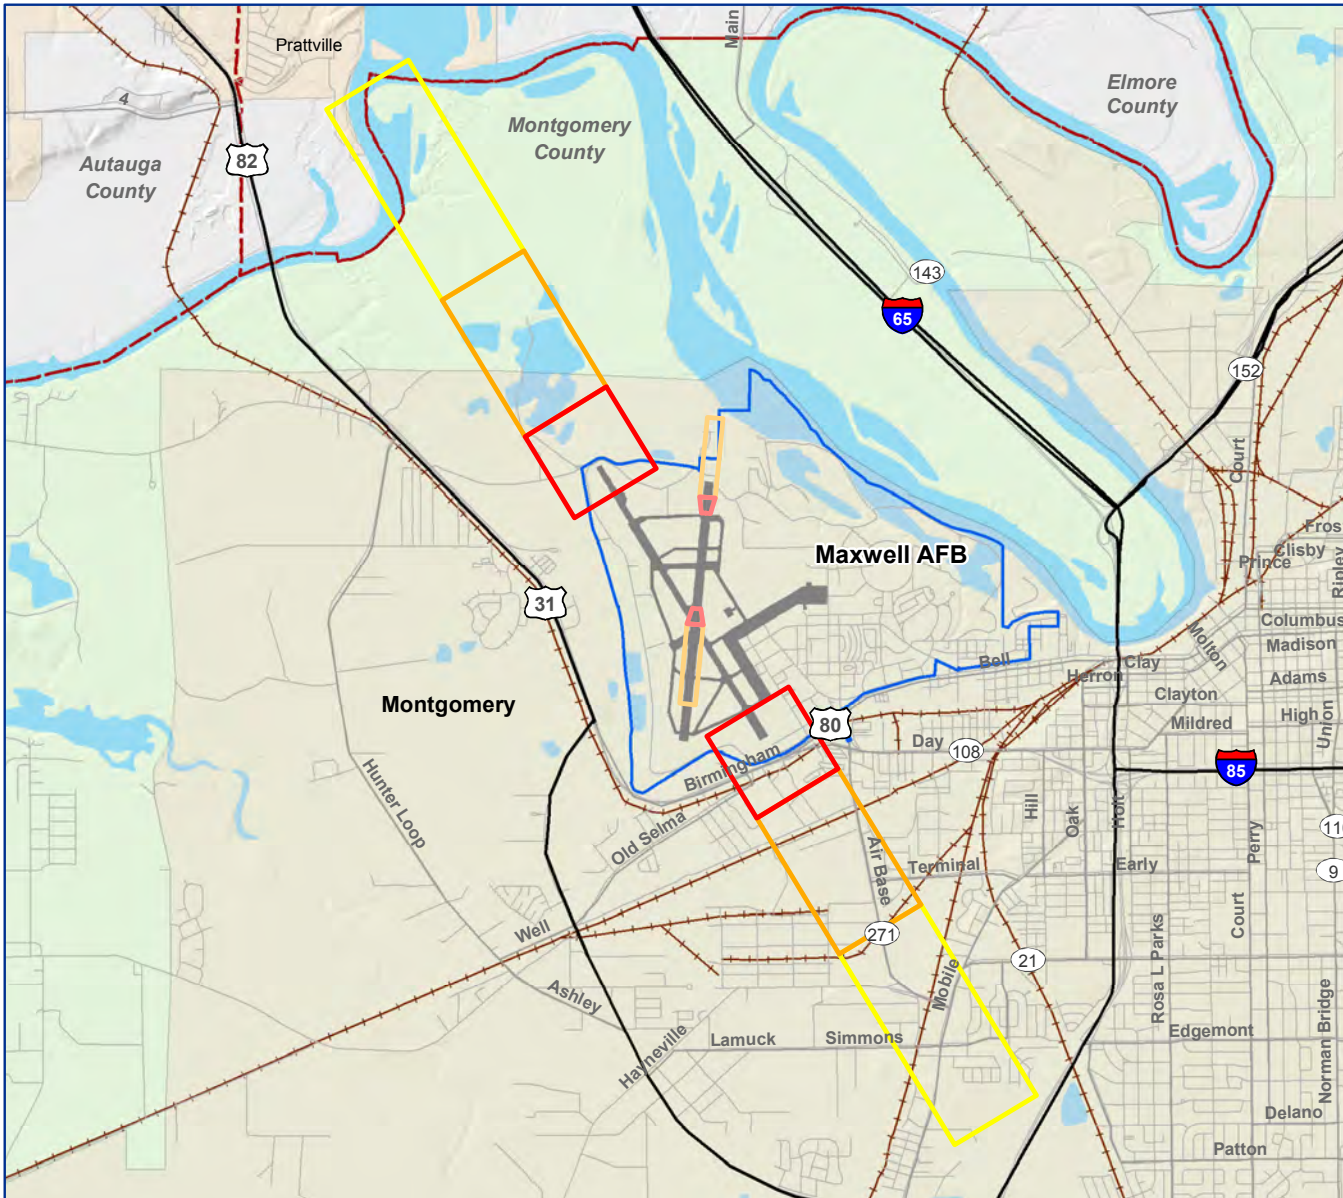 Prattville
Main
4
Elmore
County
Montgomery
County
82
Autauga
County
143
65
152
Court
Fros
Clisby
Prince
Ripley
Maxwell AFB
31
Columbus
Molton
Madison
Bell
Clay
Herron
Adams
Clayton
Montgomery
High
Union
80
Mildred
Day
108
Birmingham
85
Hunter Loop
Hill
Oak
Holt
11
Old Selma
Perry
Air Base
Terminal
Early
9
Well
271
Rosa L Parks
Court
21
Mobile
Ashley
Norman Bridge
Hayneville
Lamuck
Simmons
Edgemont
Delano
Patton